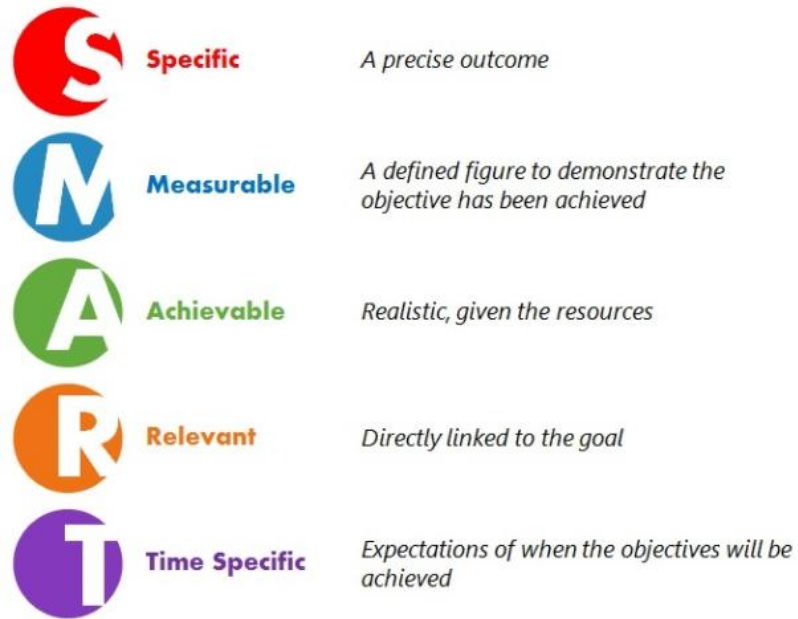 S Specific A precise outcome
M Measurable A defined figure to demonstrate the
objective has been achieved
A Achievable Realistic, given the resources
R Relevant Directly linked to the goal
T Time Specific Expectations of when the objectives will be
achieved